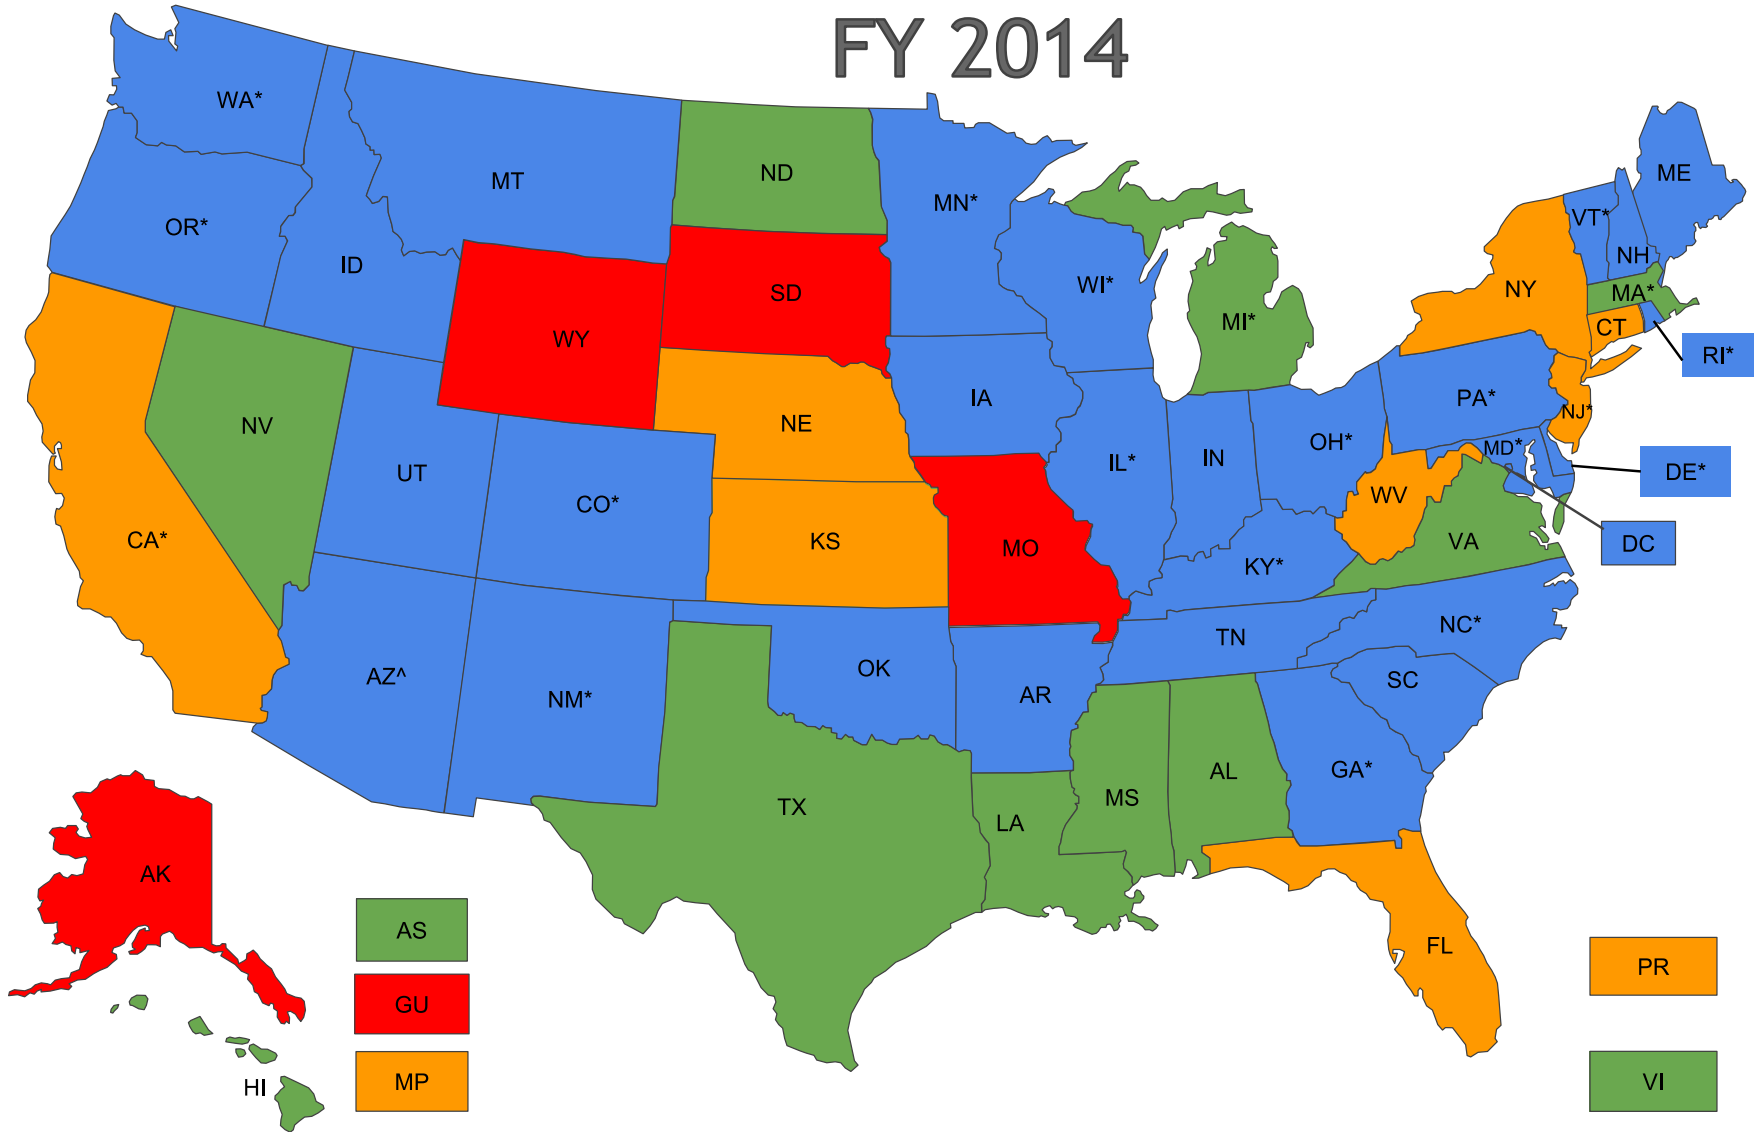 FY 2014
WA*
OR*
ID
MT
ND
MN*
WI*
MI*
ME
VT*
NH
NY
MA*
CT
RI*
WY
SD
NE
IA
IL*
IN
OH*
PA*
NJ*
MD*
DE*
DC
WV
VA
NV
UT
CO*
KS
MO
KY*
CA*
AZ^
NM*
OK
AR
TN
NC*
SC
TX
LA
MS
AL
GA*
FL
AK
HI
AS
GU
MP
PR
VI